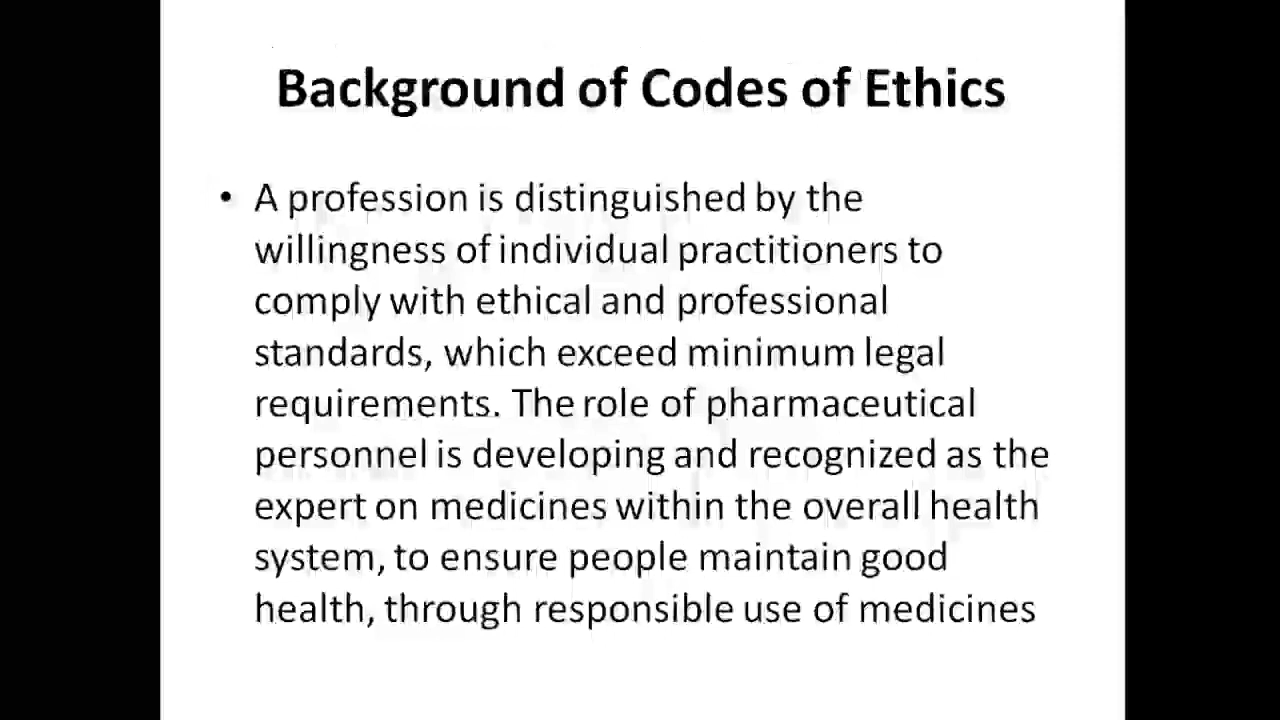 Background of Codes of Ethics
• A profession is distinguished by the
willingness of individual practitioners to
comply with ethical and professional
standards, which exceed minimum legal
requirements. The role of pharmaceutical
personnel is developing and recognized as the
expert on medicines within the overall health
system, to ensure people maintain good
health, through responsible use of medicines